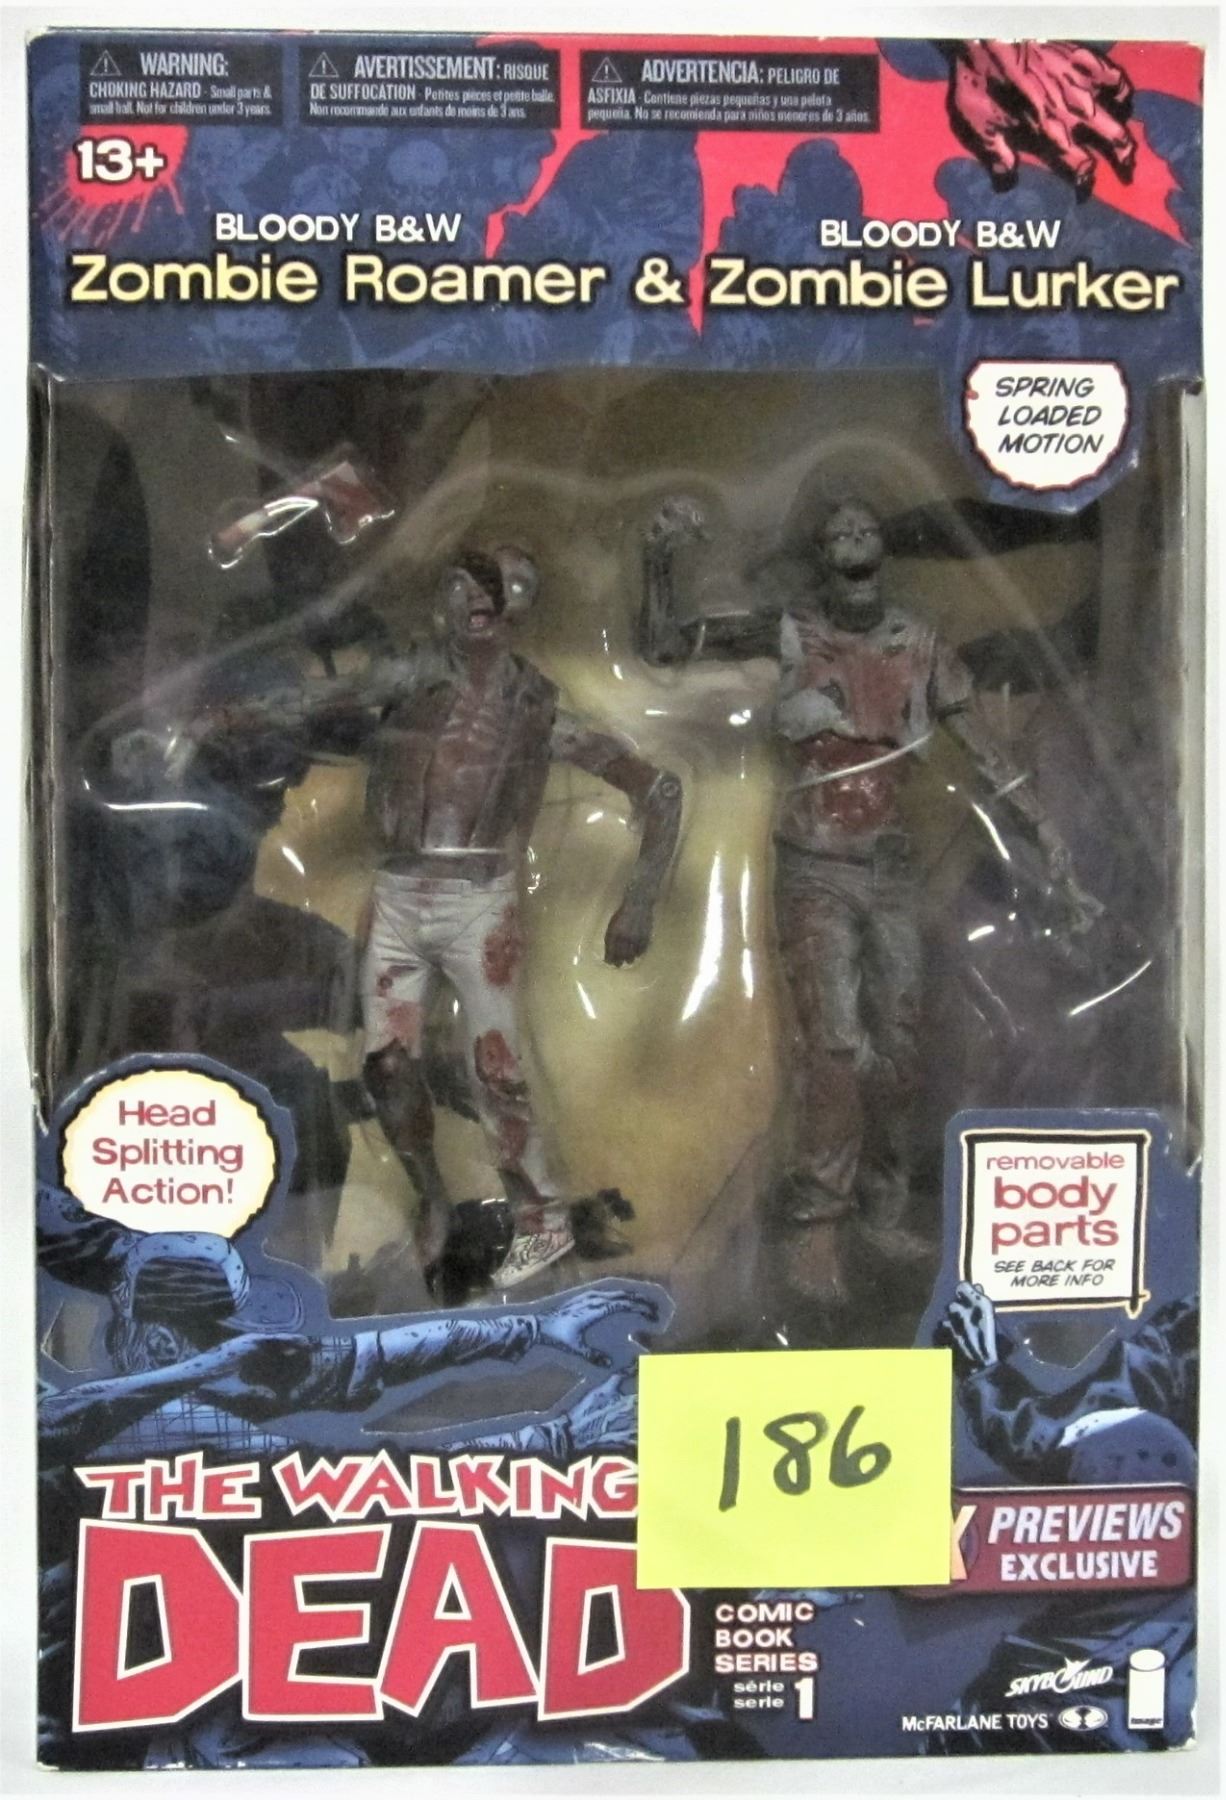 WARNING:
CHOKING HAZARD - Small parts &
small ball. Not for children under 3 years.
AVERTISSEMENT: RISQUE
DE SUFFOCATION - Petites pièces et petite balle.
Non recommandé aux enfants de moins de 3 ans.
ADVERTENCIA: PELIGRO DE
ASFIXIA - Contiene piezas pequeñas y una pelota
pequeña. No se recomienda para niños menores de 3 años.
13+
BLOODY B&W
Zombie Roamer &
BLOODY B&W
Zombie Lurker
SPRING
LOADED
MOTION
Head
Splitting
Action!
removable
body
parts
SEE BACK FOR
MORE INFO
186
THE WALKING
DEAD
PREVIEWS
EXCLUSIVE
COMIC
BOOK
SERIES
série
serie 1
SKYBOUND
McFARLANE TOYS
image